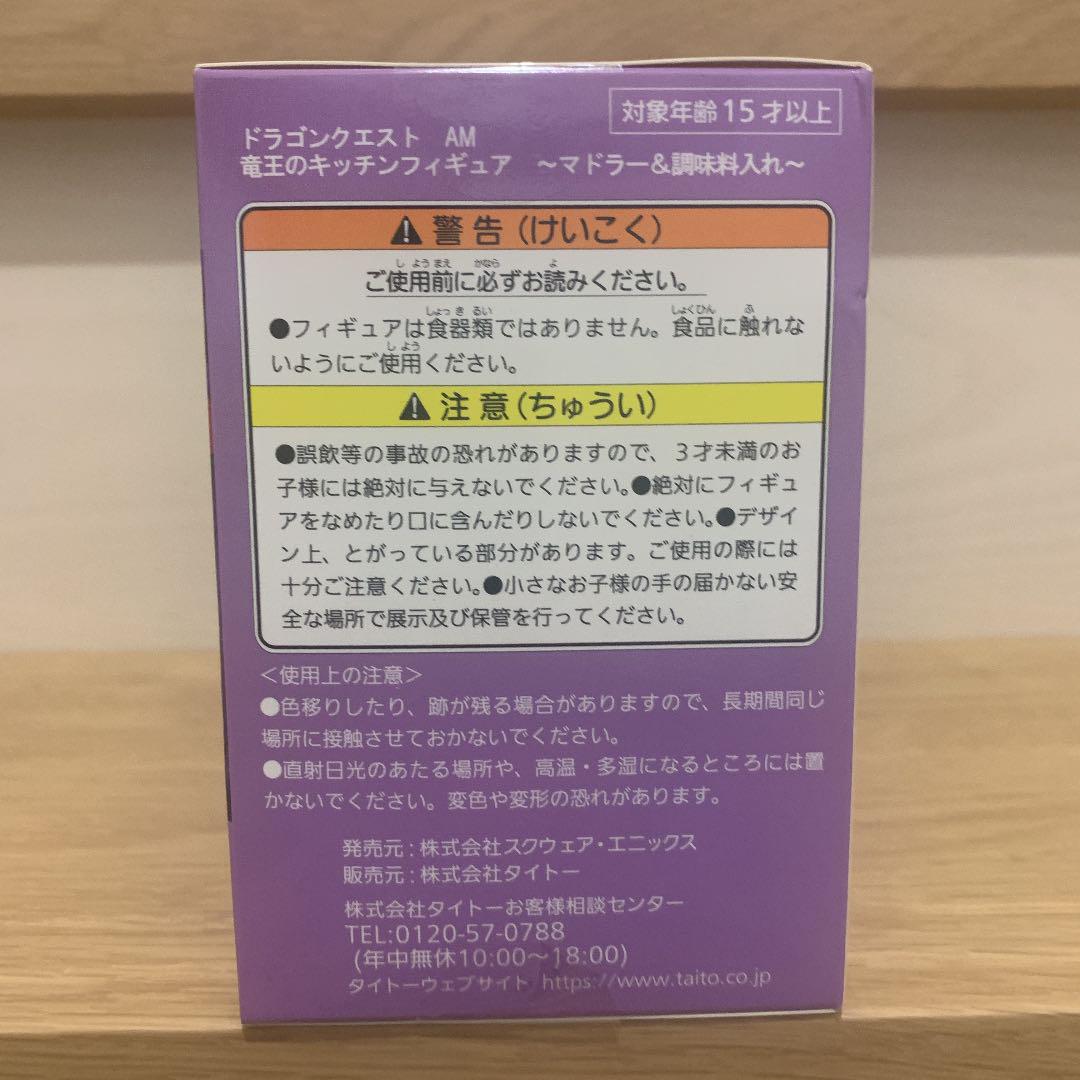 対象年齢15才以上
ドラゴンクエスト AM
竜王のキッチンフィギュア ～マドラー&調味料入れ～
警告(けいこく)
ご使用前に必ずお読みください。
●フィギュアは食器類ではありません。食品に触れな
いようにご使用ください。
注意(ちゅうい)
●誤飲等の事故の恐れがありますので、3才未満のお
子様には絶対に与えないでください。●絶対にフィギュ
アをなめたり口に含んだりしないでください。●デザイ
ン上、とがっている部分があります。ご使用の際には
十分ご注意ください。●小さなお子様の手の届かない安
全な場所で展示及び保管を行ってください。
<使用上の注意>
●色移りしたり、跡が残る場合がありますので、長期間同じ
場所に接触させておかないでください。
●直射日光のあたる場所や、高温・多湿になるところには置
かないでください。変色や変形の恐れがあります。
発売元:株式会社スクウェア・エニックス
販売元:株式会社タイトー
株式会社タイトーお客様相談センター
TEL:0120-57-0788
(年中無休10:00～18:00)
タイトーウェブサイト https://www.taito.co.jp